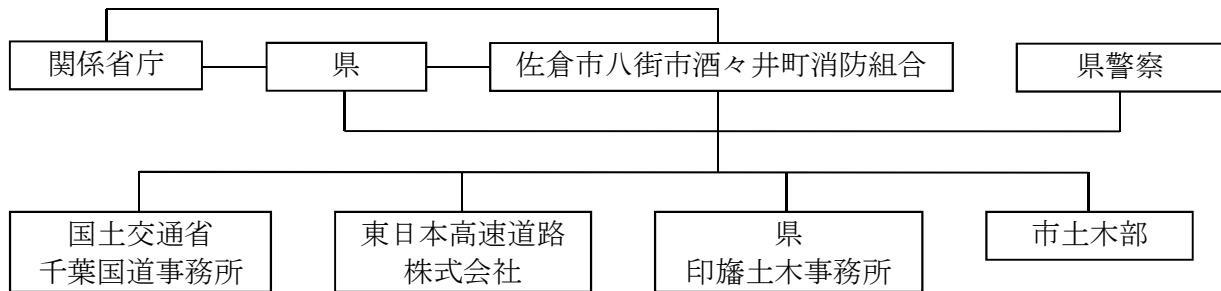 関係省庁
県
佐倉市八街市酒々井町消防組合
県警察
国土交通省
千葉国道事務所
東日本高速道路
株式会社
県
印旛土木事務所
市土木部